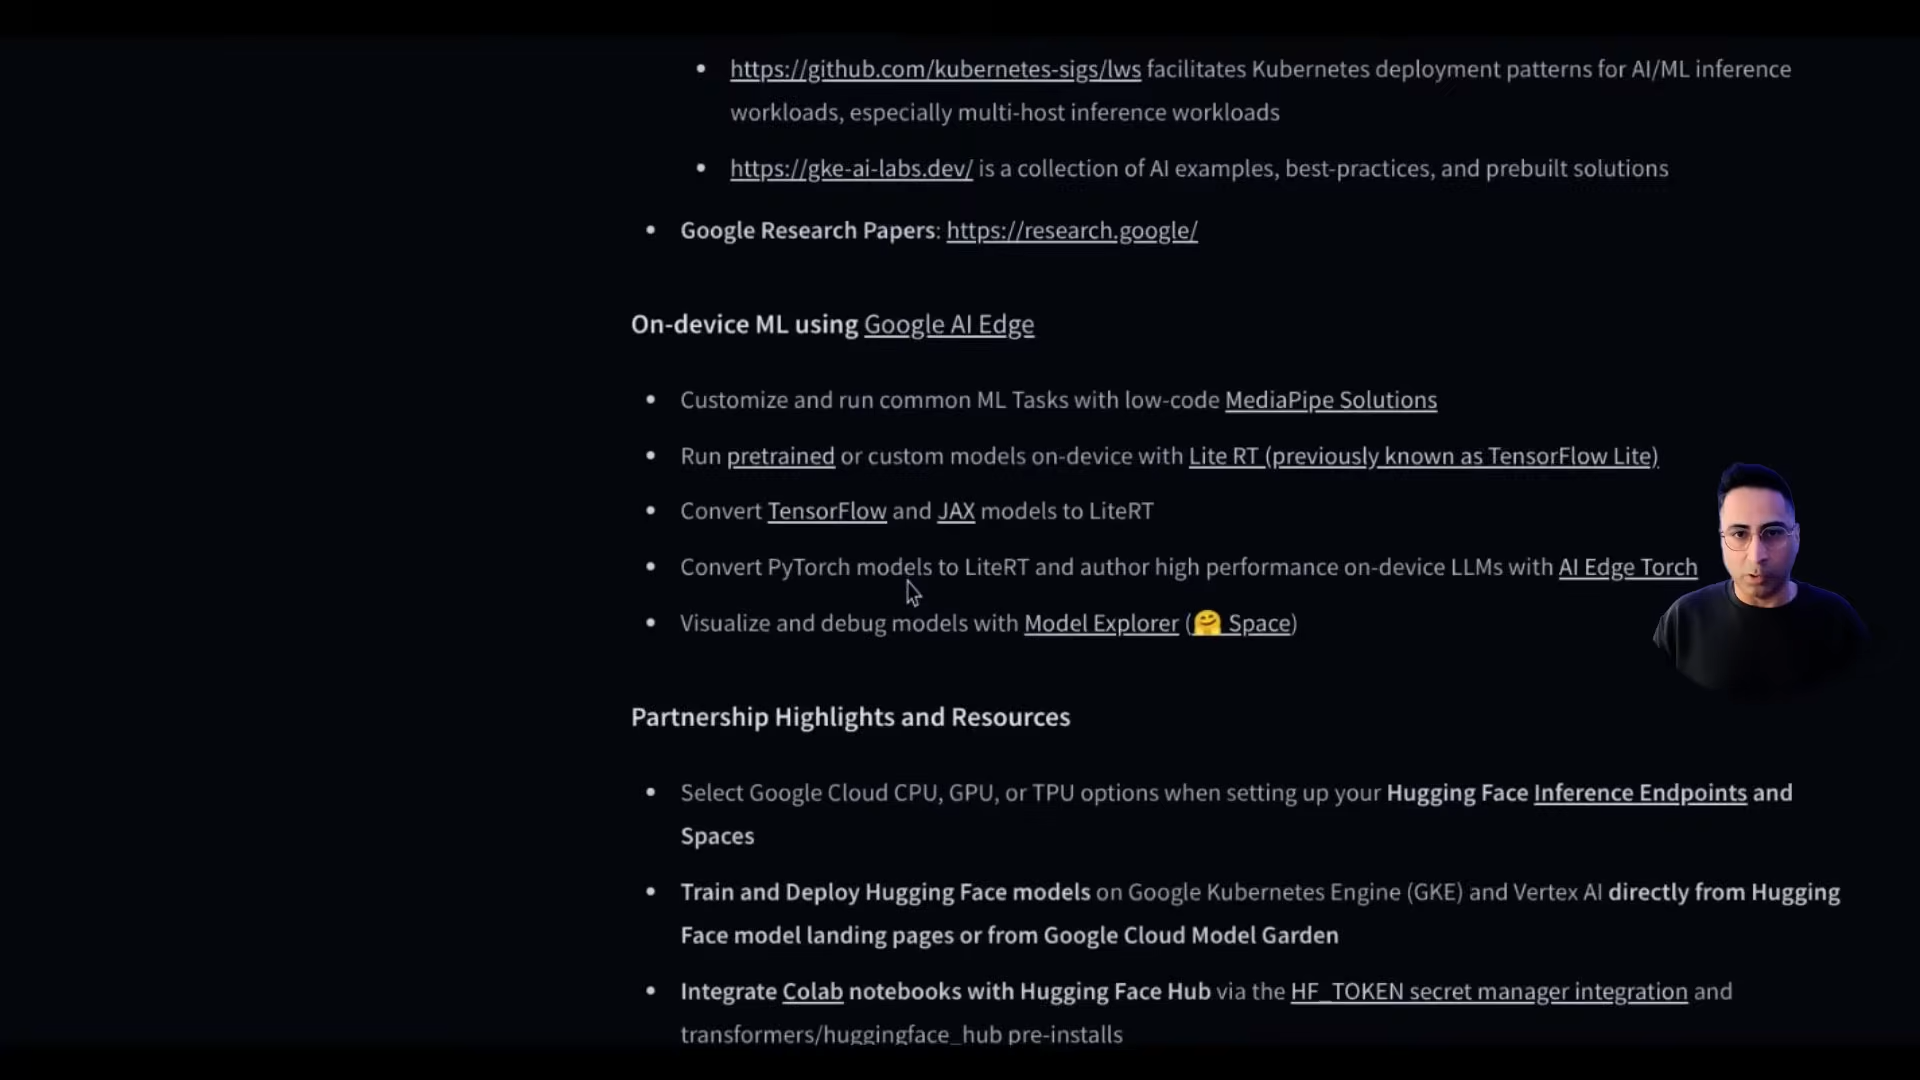 https://github.com/kubernetes-sigs/lws facilitates Kubernetes deployment patterns for AI/ML inference
workloads, especially multi-host inference workloads
https://gke-ai-labs.dev/ is a collection of AI examples, best-practices, and prebuilt solutions
Google Research Papers: https://research.google/
On-device ML using Google AI Edge
Customize and run common ML Tasks with low-code MediaPipe Solutions
Run pretrained or custom models on-device with Lite RT (previously known as TensorFlow Lite)
Convert TensorFlow and JAX models to LiteRT
Convert PyTorch models to LiteRT and author high performance on-device LLMs with AI Edge Torch
Visualize and debug models with Model Explorer (🤗 Space)
Partnership Highlights and Resources
Select Google Cloud CPU, GPU, or TPU options when setting up your Hugging Face Inference Endpoints and
Spaces
Train and Deploy Hugging Face models on Google Kubernetes Engine (GKE) and Vertex AI directly from Hugging
Face model landing pages or from Google Cloud Model Garden
Integrate Colab notebooks with Hugging Face Hub via the HF_TOKEN secret manager integration and
transformers/huggingface_hub pre-installs